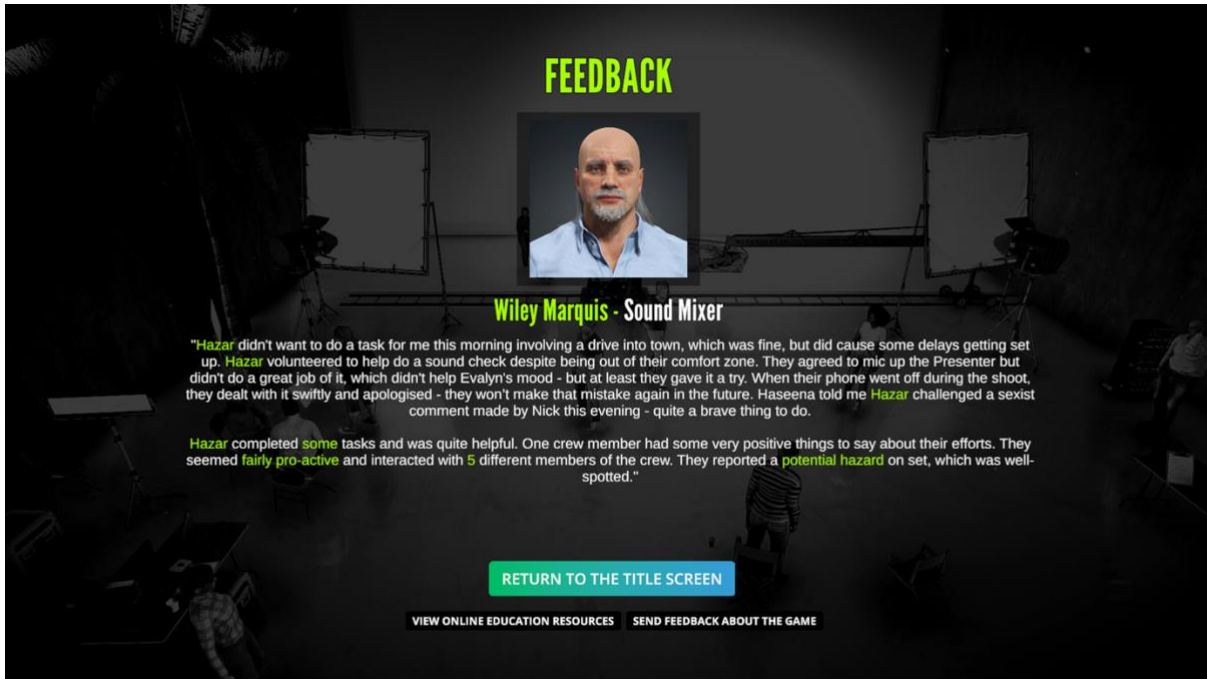 FEEDBACK
Wiley Marquis - Sound Mixer
"Hazar didn't want to do a task for me this morning involving a drive into town, which was fine, but did cause some delays getting set
up. Hazar volunteered to help do a sound check despite being out of their comfort zone. They agreed to mic up the Presenter but
didn't do a great job of it, which didn't help Evalyn's mood - but at least they gave it a try. When their phone went off during the shoot,
they dealt with it swiftly and apologised - they won't make that mistake again in the future. Haseena told me Hazar challenged a sexist
comment made by Nick this evening - quite a brave thing to do.
Hazar completed some tasks and was quite helpful. One crew member had some very positive things to say about their efforts. They
seemed fairly pro-active and interacted with 5 different members of the crew. They reported a potential hazard on set, which was well-
spotted."
RETURN TO THE TITLE SCREEN
VIEW ONLINE EDUCATION RESOURCES SEND FEEDBACK ABOUT THE GAME